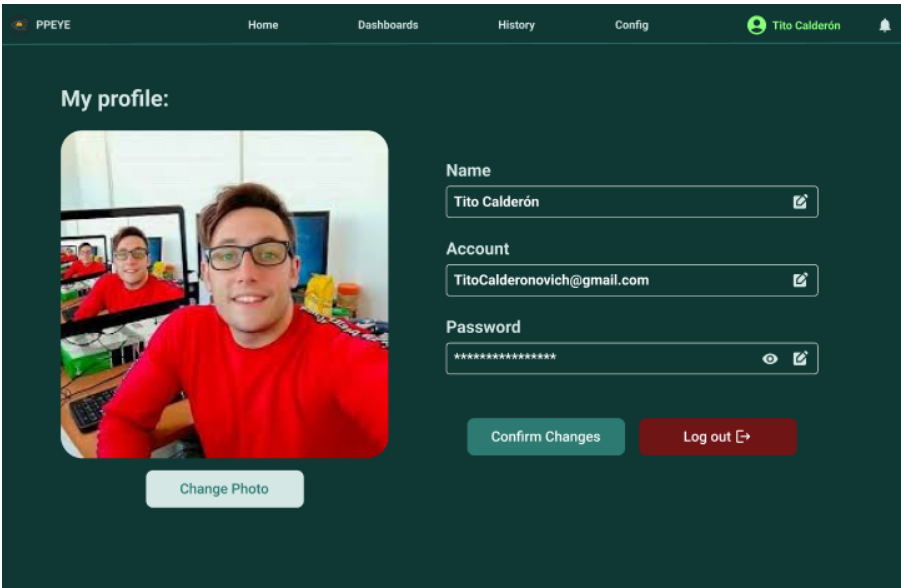 PPEYE
Home
Dashboards
History
Config
Tito Calderón
My profile:
Name
Tito Calderón
Account
TitoCalderonovich@gmail.com
Password
****************
Confirm Changes
Log out
Change Photo